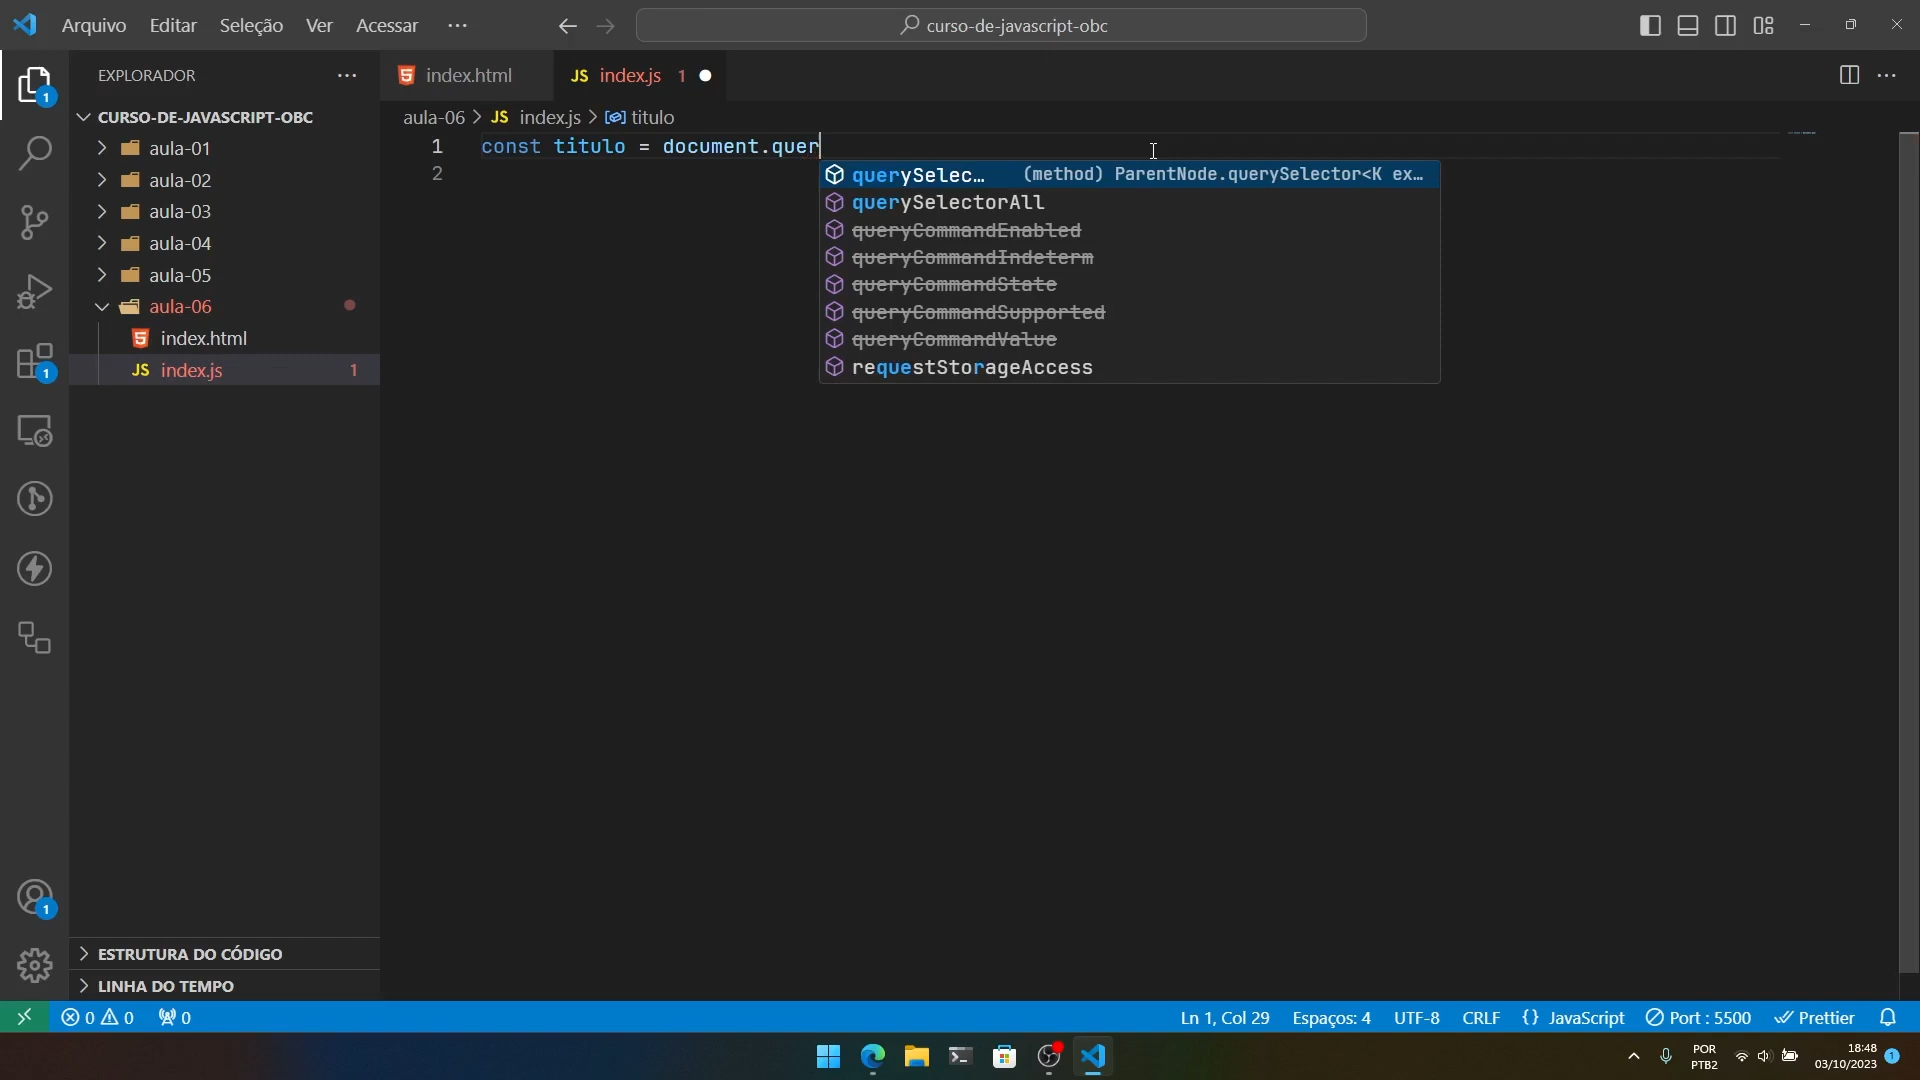 Arquivo Editar Seleção Ver Acessar ··· curso-de-javascript-obc
EXPLORADOR ···
CURSO-DE-JAVASCRIPT-OBC
aula-01
aula-02
aula-03
aula-04
aula-05
aula-06
index.html
JS index.js 1
ESTRUTURA DO CÓDIGO
LINHA DO TEMPO
1
1
1
index.html JS index.js 1
aula-06 > JS index.js > titulo
1 const titulo = document.quer
2
querySelec... (method) ParentNode.querySelector<K ex...
querySelectorAll
queryCommandEnabled
queryCommandIndeterm
queryCommandState
queryCommandSupported
queryCommandValue
requestStorageAccess
0 0 0 Ln 1, Col 29 Espaços: 4 UTF-8 CRLF {} JavaScript Port : 5500 Prettier
POR
PTB2
18:48
03/10/2023
1